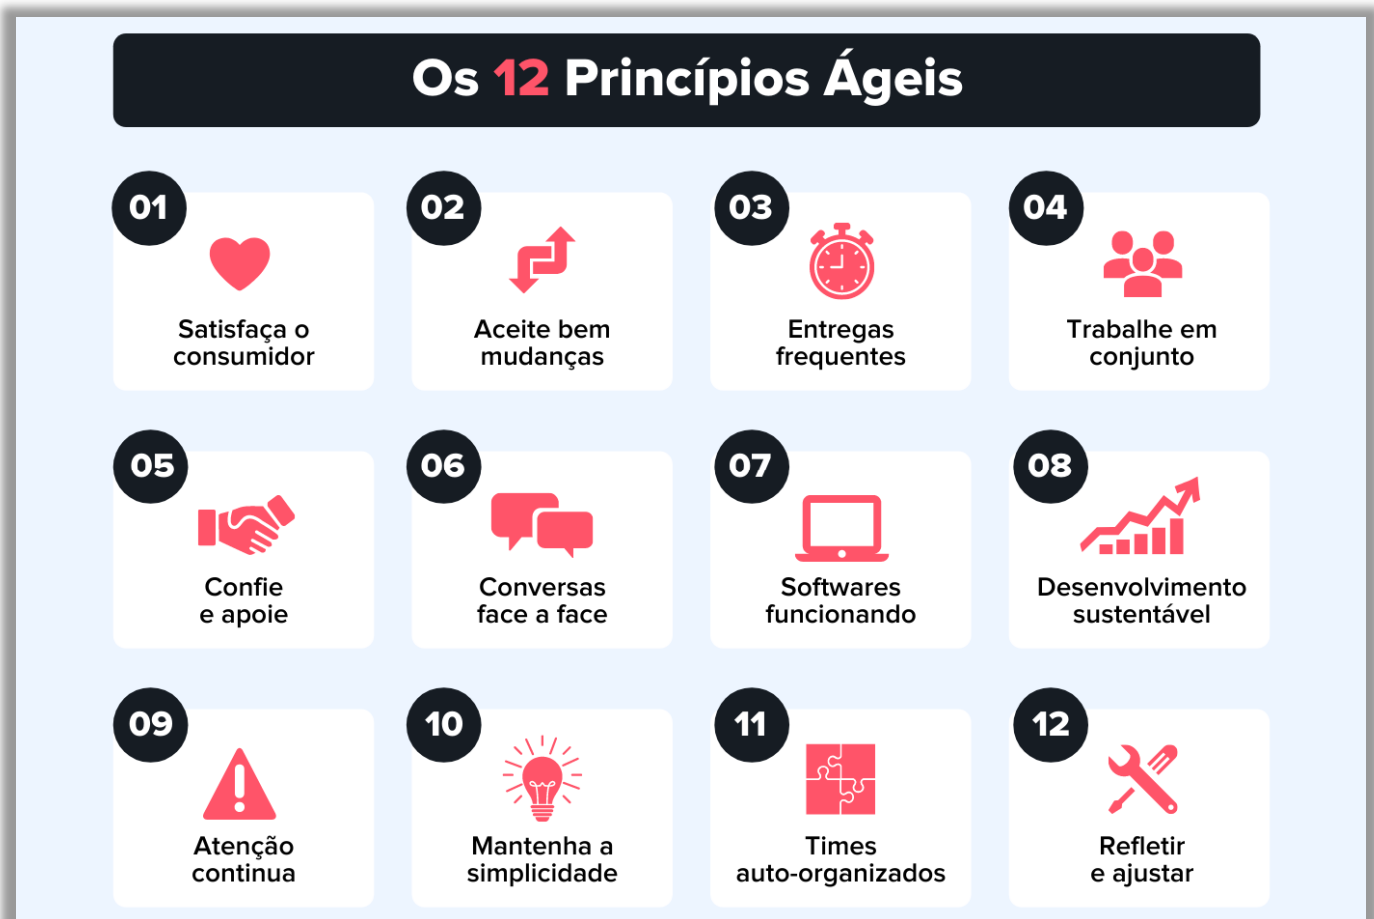 Os 12 Princípios Ágeis
01
Satisfaça o
consumidor
02
Aceite bem
mudanças
03
Entregas
frequentes
04
Trabalhe em
conjunto
05
Confie
e apoie
06
Conversas
face a face
07
Softwares
funcionando
08
Desenvolvimento
sustentável
09
Atenção
continua
10
Mantenha a
simplicidade
11
Times
auto-organizados
12
Refletir
e ajustar